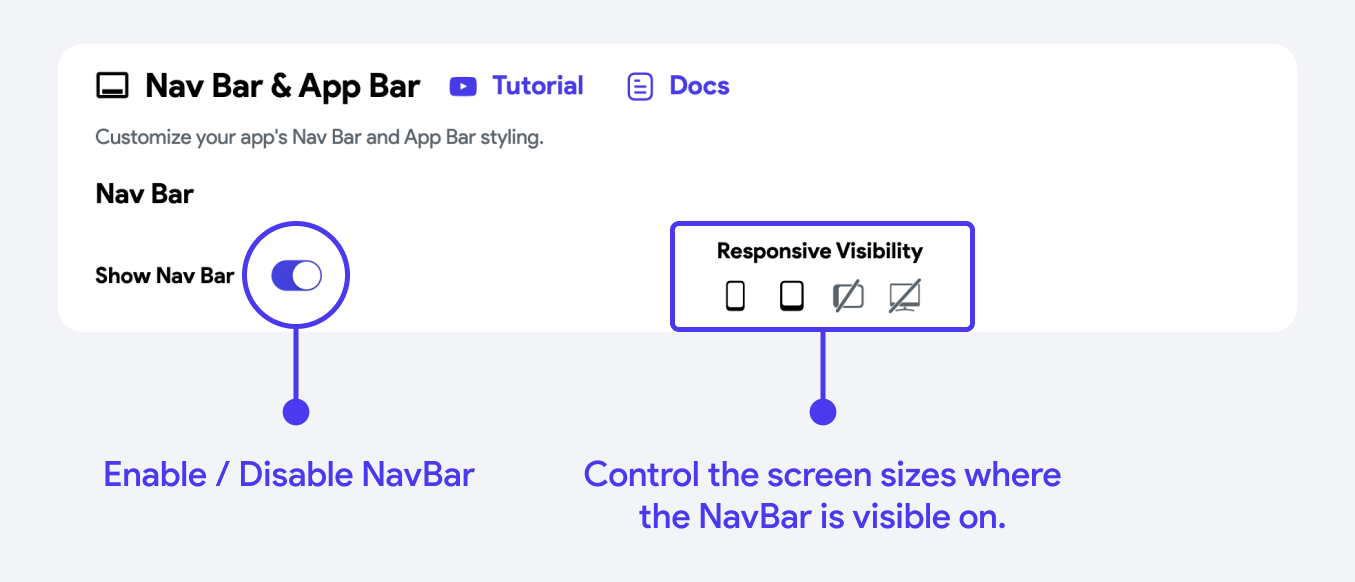 Nav Bar & App Bar Tutorial Docs
Customize your app's Nav Bar and App Bar styling.
Nav Bar
Show Nav Bar
Responsive Visibility
Enable / Disable NavBar
Control the screen sizes where
the NavBar is visible on.